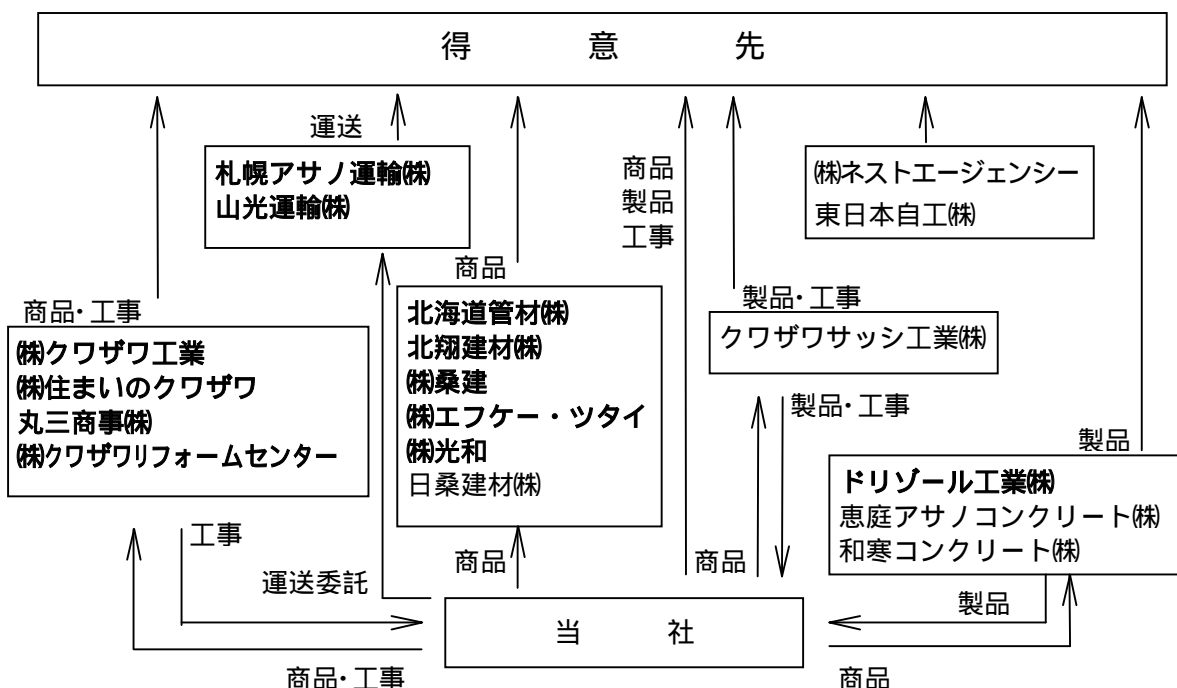 得意先
運送
札幌アサノ運輸㈱
山光運輸㈱
商品
製品
工事
㈱ネストエージェンシー
東日本自工㈱
商品・工事
㈱クワザワ工業
㈱住まいのクワザワ
丸三商事㈱
㈱クワザワリフォームセンター
商品
北海道管材㈱
北翔建材㈱
㈱桑建
㈱エフケー・ツタイ
㈱光和
日桑建材㈱
製品・工事
クワザワサッシ工業㈱
製品・工事
製品
ドリゾール工業㈱
恵庭アサノコンクリート㈱
和寒コンクリート㈱
工事
運送委託
商品
商品
製品
当社
商品・工事
商品